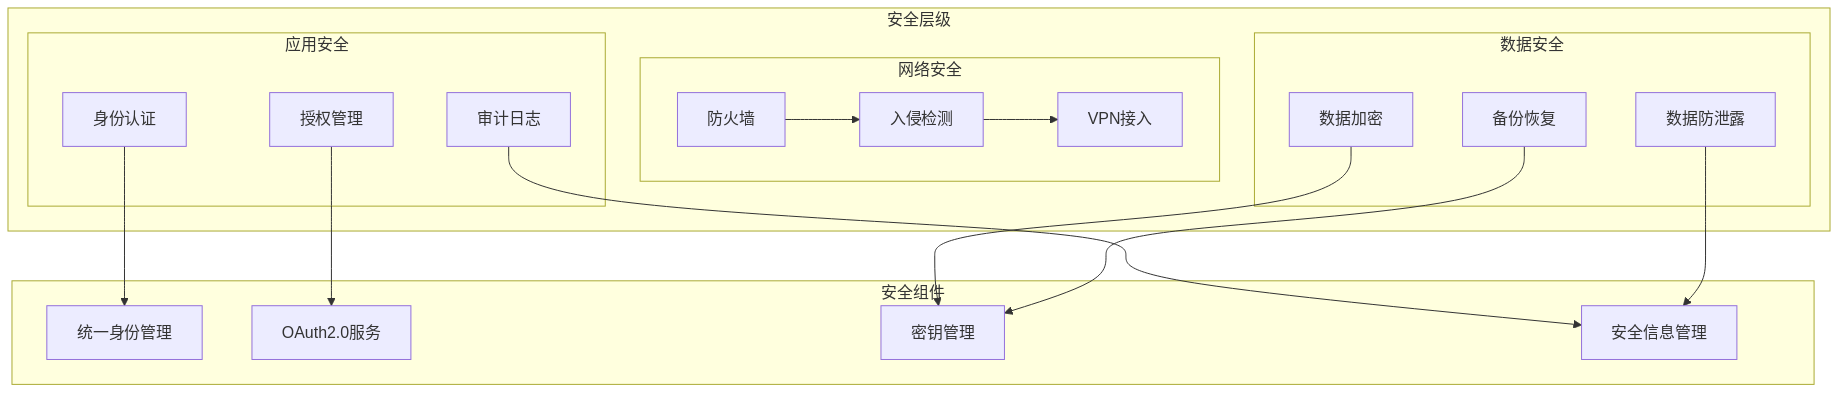 安全层级
应用安全
身份认证
授权管理
审计日志
网络安全
防火墙
入侵检测
VPN接入
数据安全
数据加密
备份恢复
数据防泄露
安全组件
统一身份管理
OAuth2.0服务
密钥管理
安全信息管理